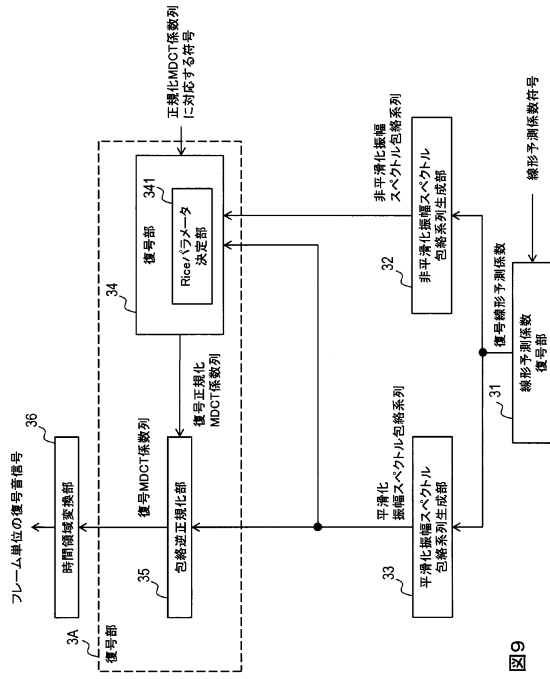 フレーム単位の復号音信号
36
時間領域変換部
3A
復号部
復号MDCT係数列
35
包絡逆正規化部
復号正規化
MDCT係数列
34
復号部
341
Riceパラメータ
決定部
正規化MDCT係数列
に対応する符号
平滑化
振幅スペクトル包絡系列
非平滑化振幅
スペクトル包絡系列
33
平滑化振幅スペクトル
包絡系列生成部
32
非平滑化振幅スペクトル
包絡系列生成部
復号線形予測係数
31
線形予測係数
復号部
線形予測係数符号
図9